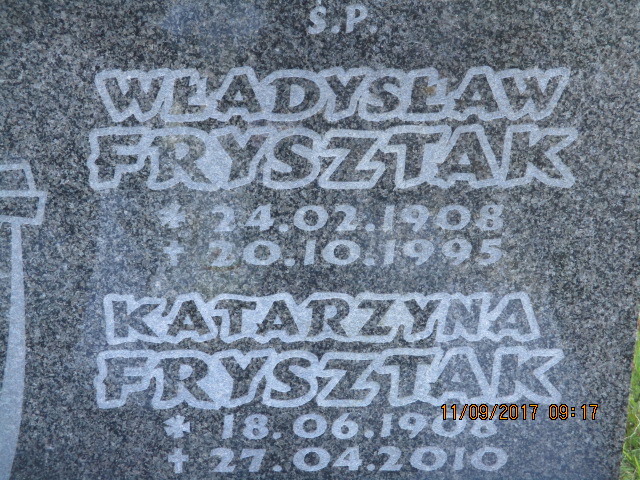 Ś.P.
WŁADYSŁAW
FRYSZTAK
* 24.02.1908
† 20.10.1995
KATARZYNA
FRYSZTAK
11/09/2017 09:17
* 18.06.
† 27.04.2010